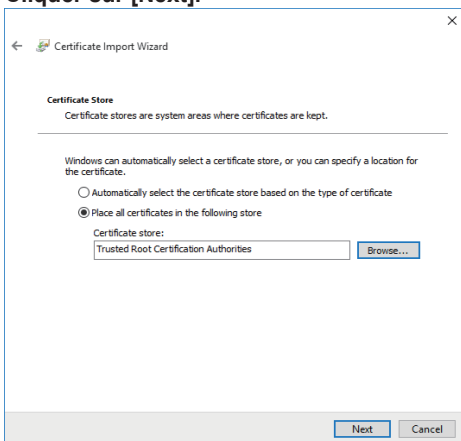 Cliquer sur [Next].
Certificate Import Wizard
Certificate Store
Certificate stores are system areas where certificates are kept.
Windows can automatically select a certificate store, or you can specify a location for
the certificate.
Automatically select the certificate store based on the type of certificate
Place all certificates in the following store
Certificate store:
Trusted Root Certification Authorities
Browse...
Next Cancel